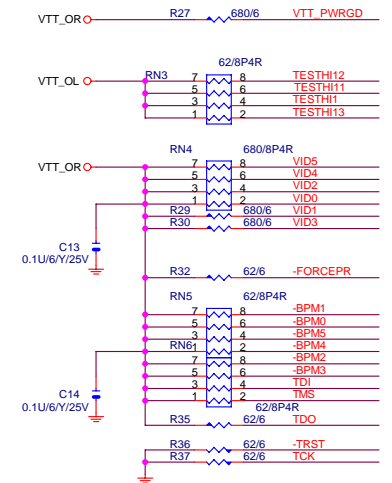 VTT_OR R27 680/6 VTT_PWRGD
62/8P4R
VTT_OL RN3 7 8 TESTHI12
5 6 TESTHI11
3 4 TESTHI1
1 2 TESTHI13
RN4 680/8P4R
VTT_OR 7 8 VID5
5 6 VID4
3 4 VID2
1 2 VID0
R29 680/6 VID1
R30 680/6 VID3
C13
0.1U/6/Y/25V
R32 62/6 -FORCEPR
RN5 62/8P4R
7 8 -BPM1
5 6 -BPM0
3 4 -BPM5
RN6 1 2 -BPM4
7 8 -BPM2
5 6 -BPM3
3 4 TDI
1 2 TMS
C14
0.1U/6/Y/25V
62/8P4R
R35 62/6 TDO
R36 62/6 -TRST
R37 62/6 TCK